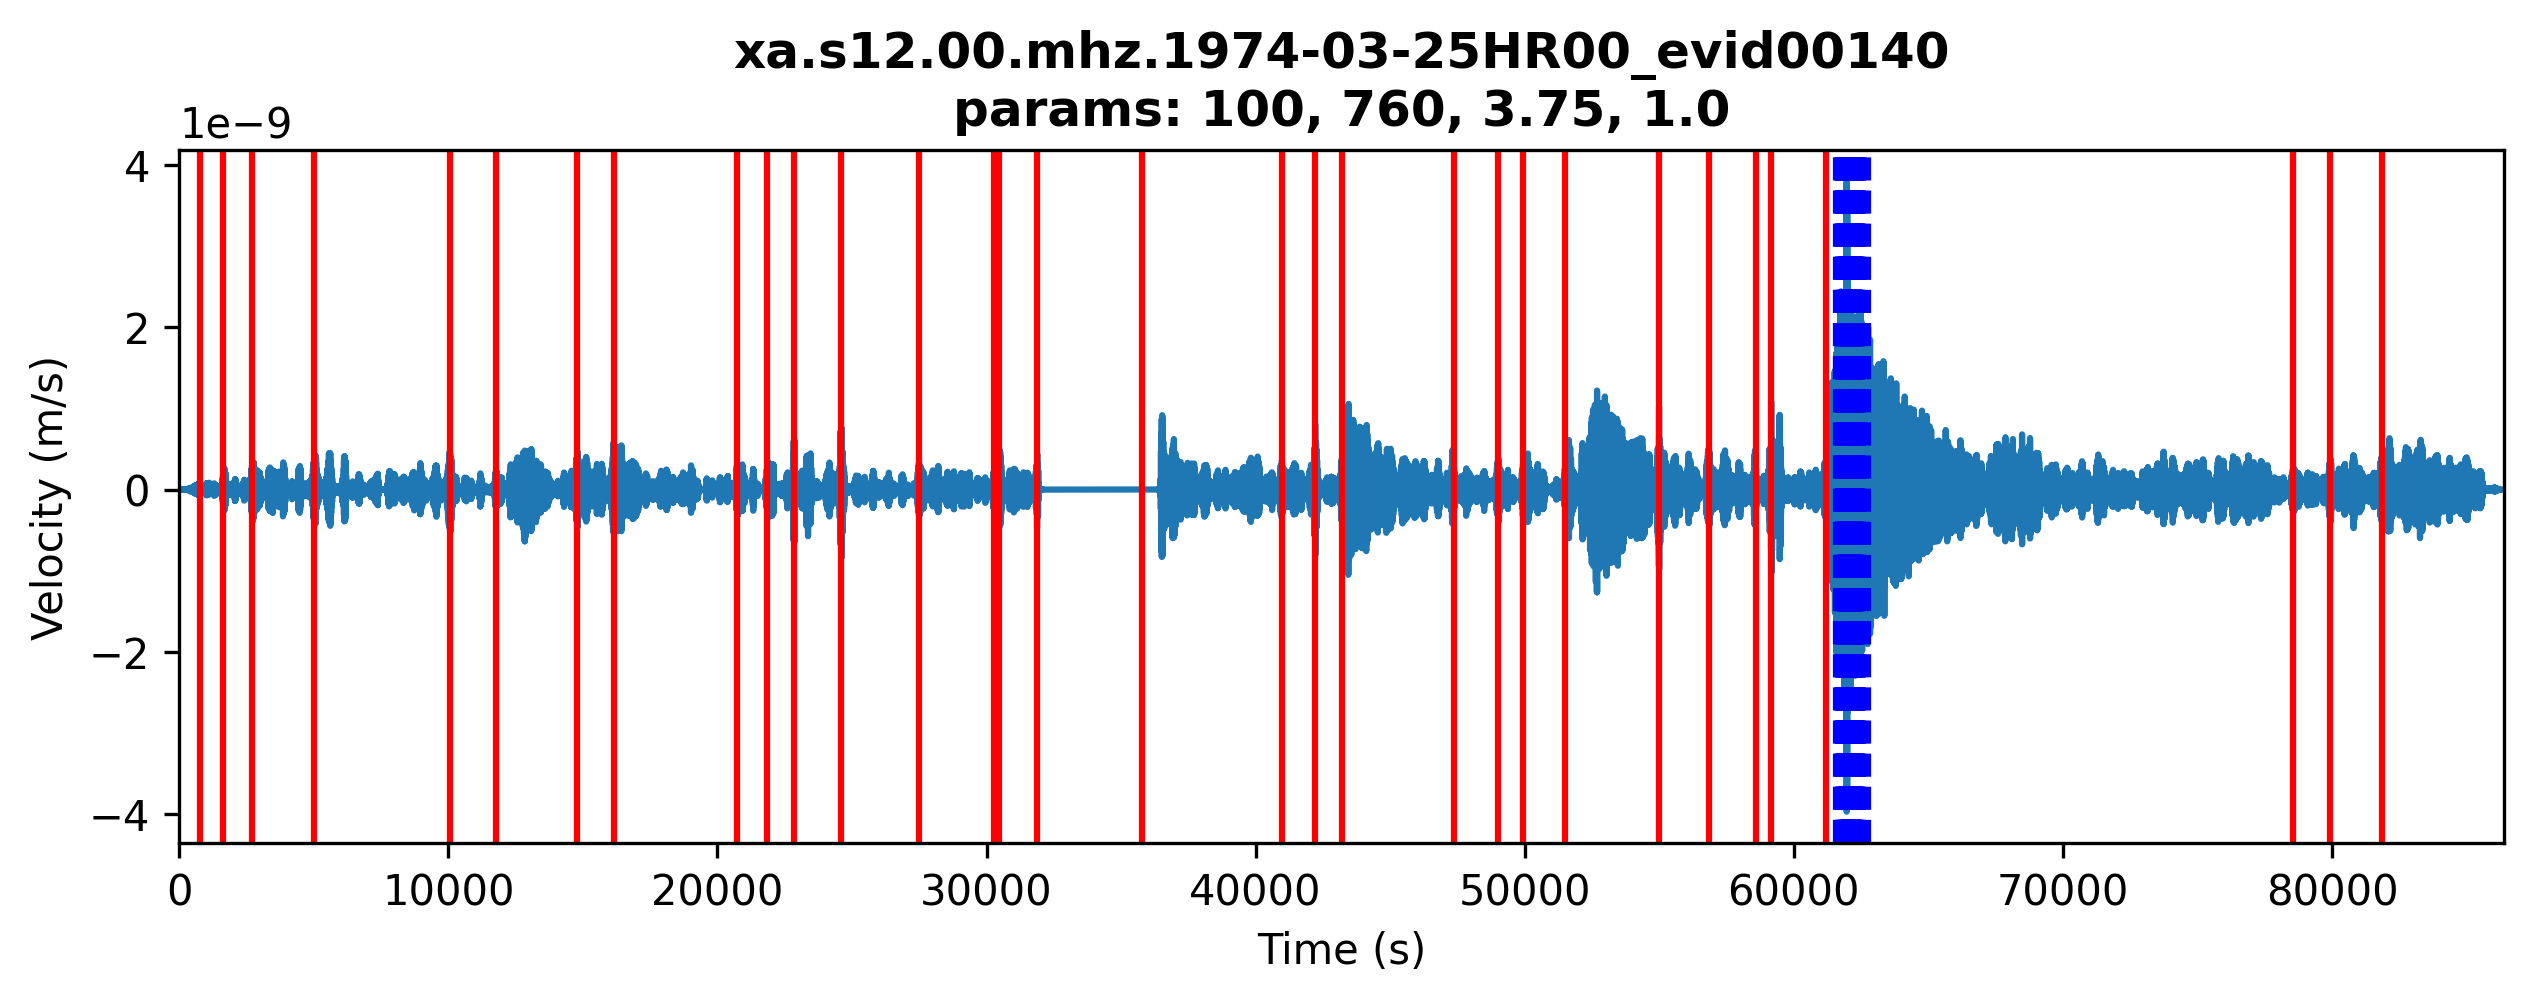 xa.s12.00.mhz.1974-03-25HR00_evid00140
params: 100, 760, 3.75, 1.0
1e−9
4
2
0
−2
−4
Velocity (m/s)
0 10000 20000 30000 40000 50000 60000 70000 80000
Time (s)